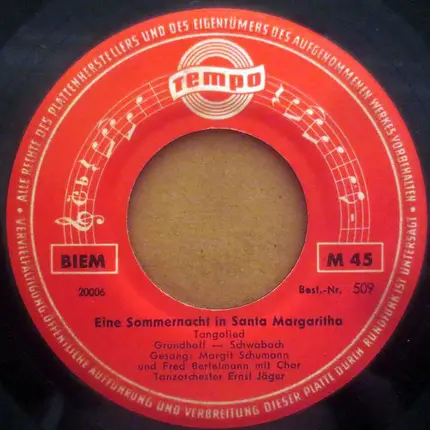 ALLE RECHTE DES PLATTENHERSTELLERS UND DES EIGENTÜMERS DES AUFGENOMMENEN WERKES VORBEHALTEN
Tempo
BIEM
M 45
20006
Best.-Nr. 509
Eine Sommernacht in Santa Margaritha
Tangolied
Grundhoff — Schwabach
Gesang: Margit Schumann
und Fred Bertelmann mit Chor
Tanzorchester Ernst Jäger
VERVIELFÄLTIGUNG ÖFFENTLICHE AUFFÜHRUNG UND VERBREITUNG DIESER PLATTE DURCH RUNDFUNK IST UNTERSAGT